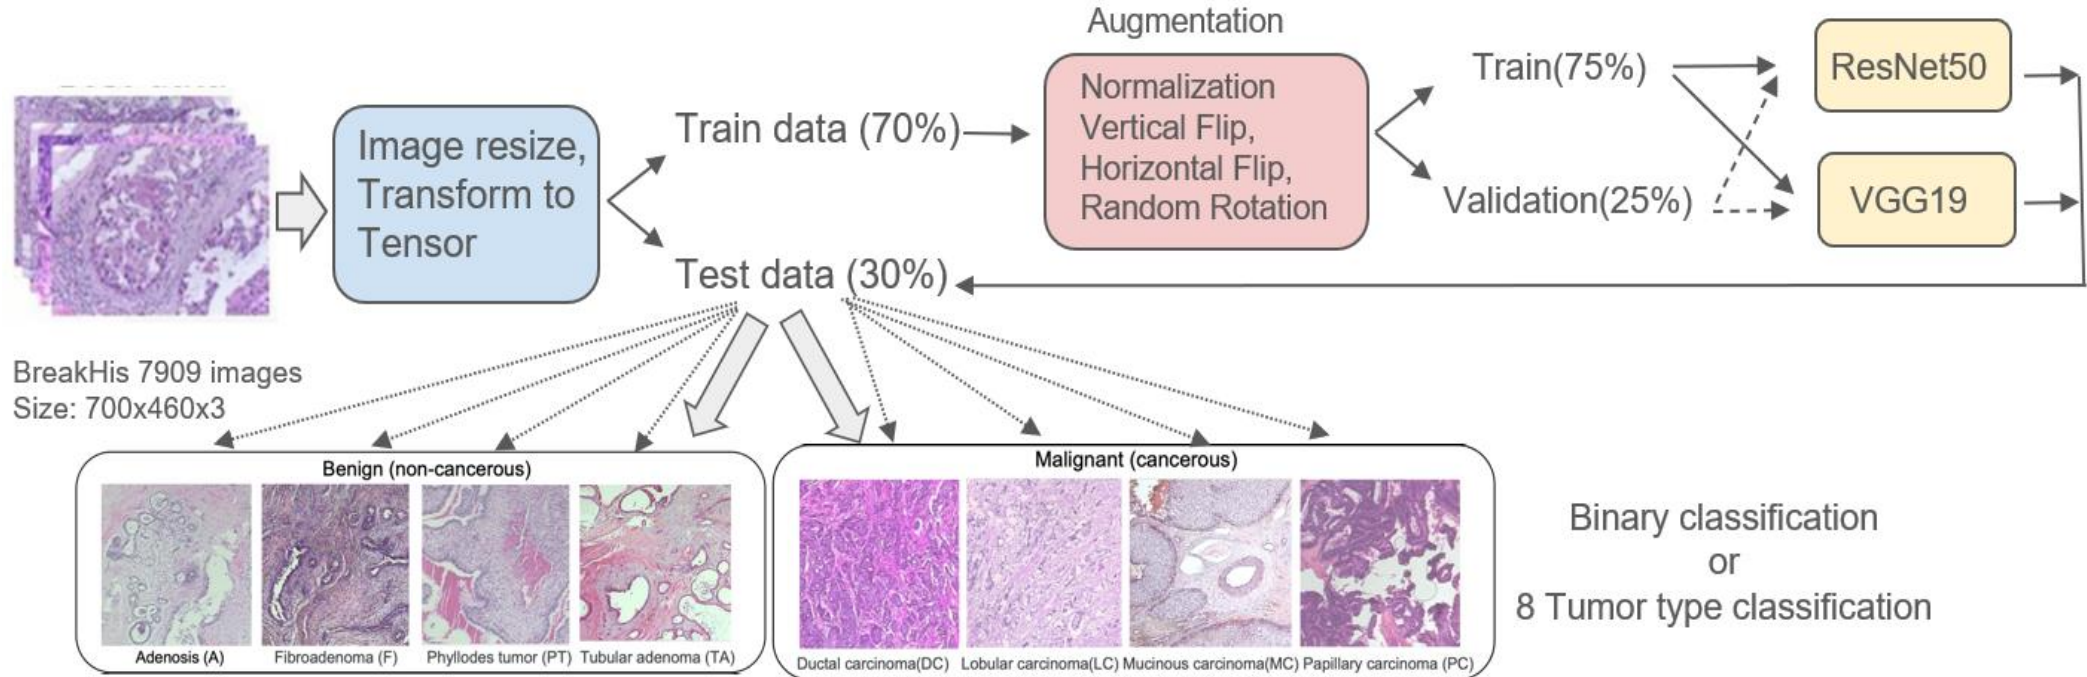 Augmentation
Normalization
Vertical Flip,
Horizontal Flip,
Random Rotation
Train(75%)
Validation(25%)
ResNet50
VGG19
Image resize,
Transform to
Tensor
Train data (70%)
Test data (30%)
BreakHis 7909 images
Size: 700x460x3
Benign (non-cancerous)
Adenosis (A)
Fibroadenoma (F)
Phyllodes tumor (PT)
Tubular adenoma (TA)
Malignant (cancerous)
Ductal carcinoma(DC)
Lobular carcinoma(LC)
Mucinous carcinoma(MC)
Papillary carcinoma (PC)
Binary classification
or
8 Tumor type classification